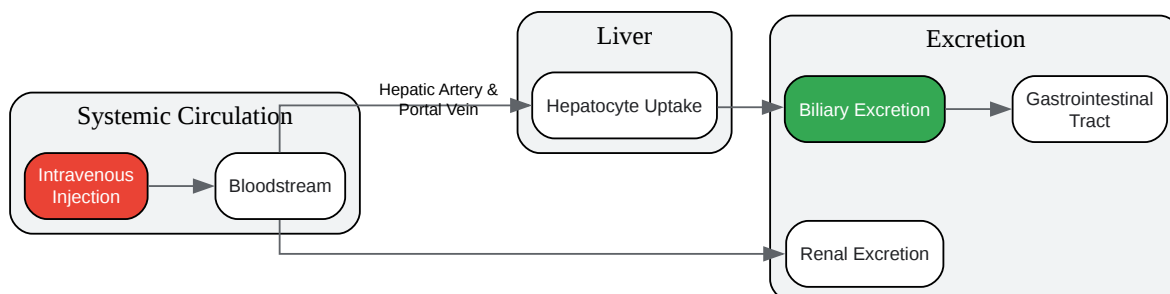 Systemic Circulation
Intravenous
Injection
Bloodstream
Hepatic Artery &
Portal Vein
Liver
Hepatocyte Uptake
Excretion
Biliary Excretion
Gastrointestinal
Tract
Renal Excretion